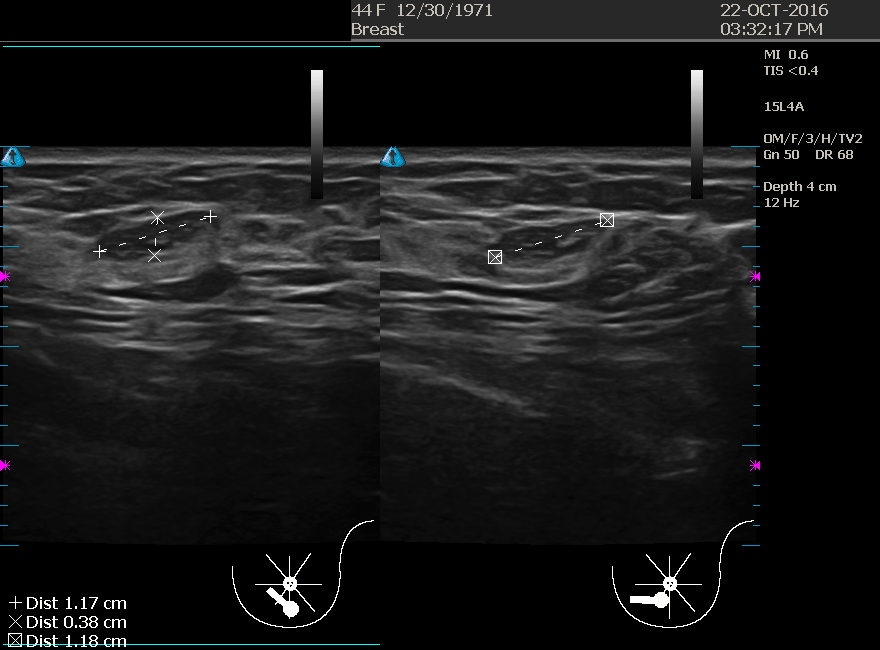 44 F 12/30/1971
22-OCT-2016
Breast
03:32:17 PM
MI 0.6
TIS <0.4
15L4A
OM/F/3/H/TV2
Gn 50 DR 68
Depth 4 cm
12 Hz
Dist 1.17 cm
Dist 0.38 cm
Dist 1.18 cm